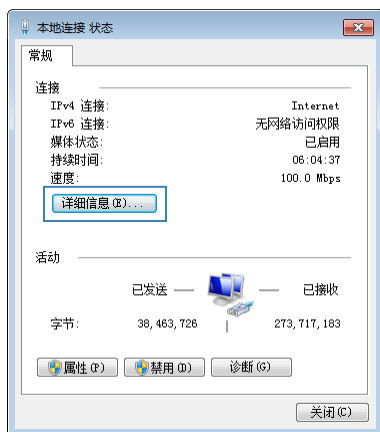 本地连接 状态
常规
连接
IPv4 连接: Internet
IPv6 连接: 无网络访问权限
媒体状态: 已启用
持续时间: 06:04:37
速度: 100.0 Mbps
详细信息(E)...
活动
已发送 — — 已接收
字节: 38,463,726 | 273,717,183
属性(P) 禁用(D) 诊断(G)
关闭(C)